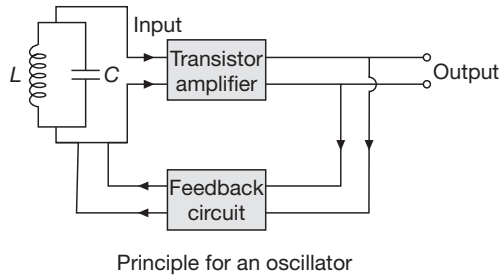 Input
L
C
Transistor
amplifier
Output
Feedback
circuit
Principle for an oscillator